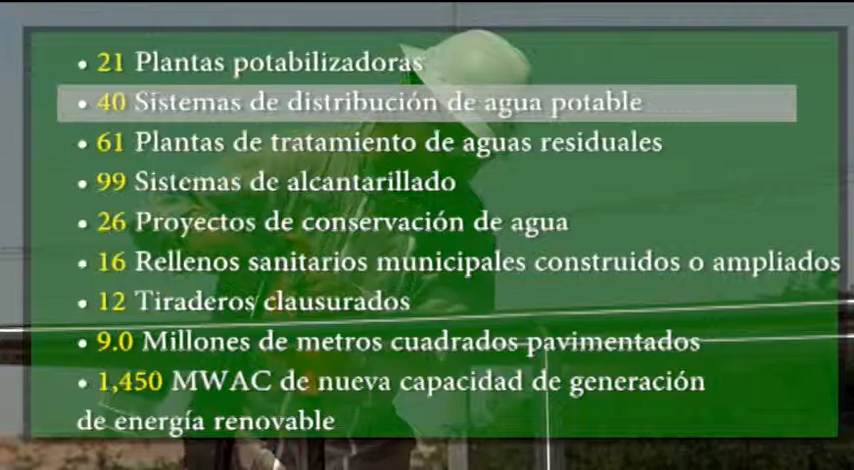 • 21 Plantas potabilizadoras
• 40 Sistemas de distribución de agua potable
• 61 Plantas de tratamiento de aguas residuales
• 99 Sistemas de alcantarillado
• 26 Proyectos de conservación de agua
• 16 Rellenos sanitarios municipales construidos o ampliados
• 12 Tiraderos clausurados
• 9.0 Millones de metros cuadrados pavimentados
• 1,450 MWAC de nueva capacidad de generación
de energía renovable